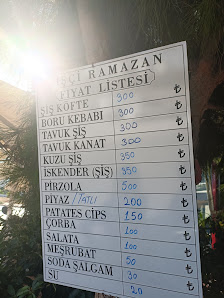 ŞÇİ RAMAZAN
FİYAT LİSTESİ
ŞİŞ KÖFTE 300 ₺
BORU KEBABI 300 ₺
TAVUK ŞİŞ 300 ₺
TAVUK KANAT 300 ₺
KUZU ŞİŞ 350 ₺
İSKENDER (ŞİŞ) 350 ₺
PİRZOLA 500 ₺
PİYAZ / TATLI 200 ₺
PATATES CİPS 150 ₺
ÇORBA 100 ₺
SALATA 100 ₺
MEŞRUBAT 50 ₺
SODA ŞALGAM 30 ₺
SU 20 ₺